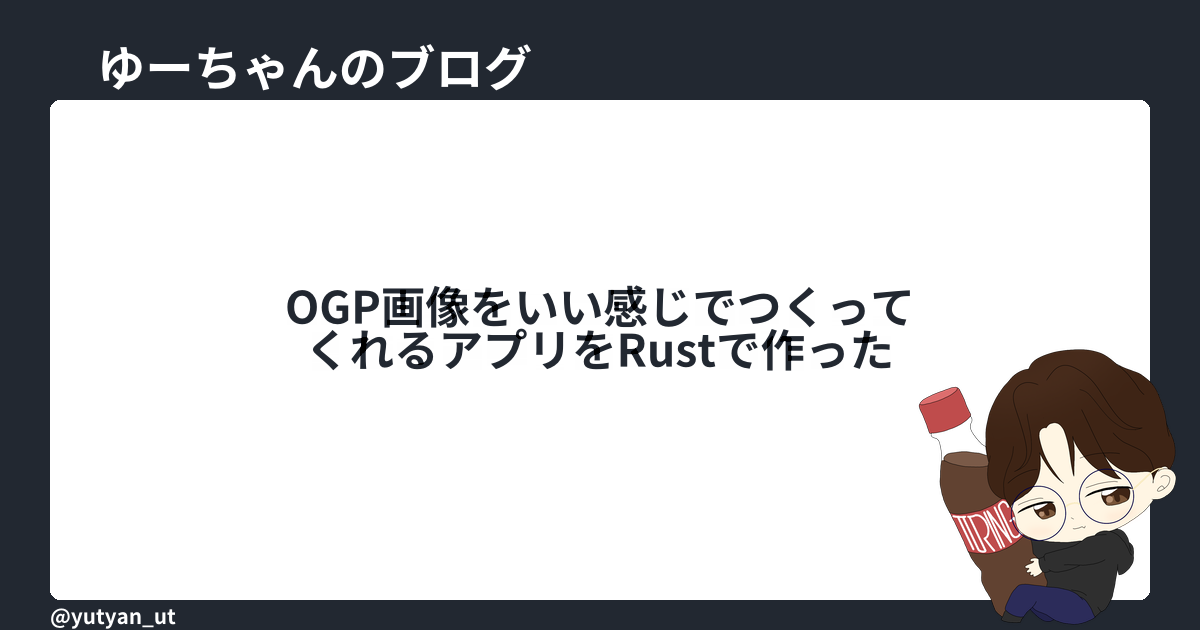 ゆーちゃんのブログ
OGP画像をいい感じでつくって
くれるアプリをRustで作った
TURING
@yutyan_ut